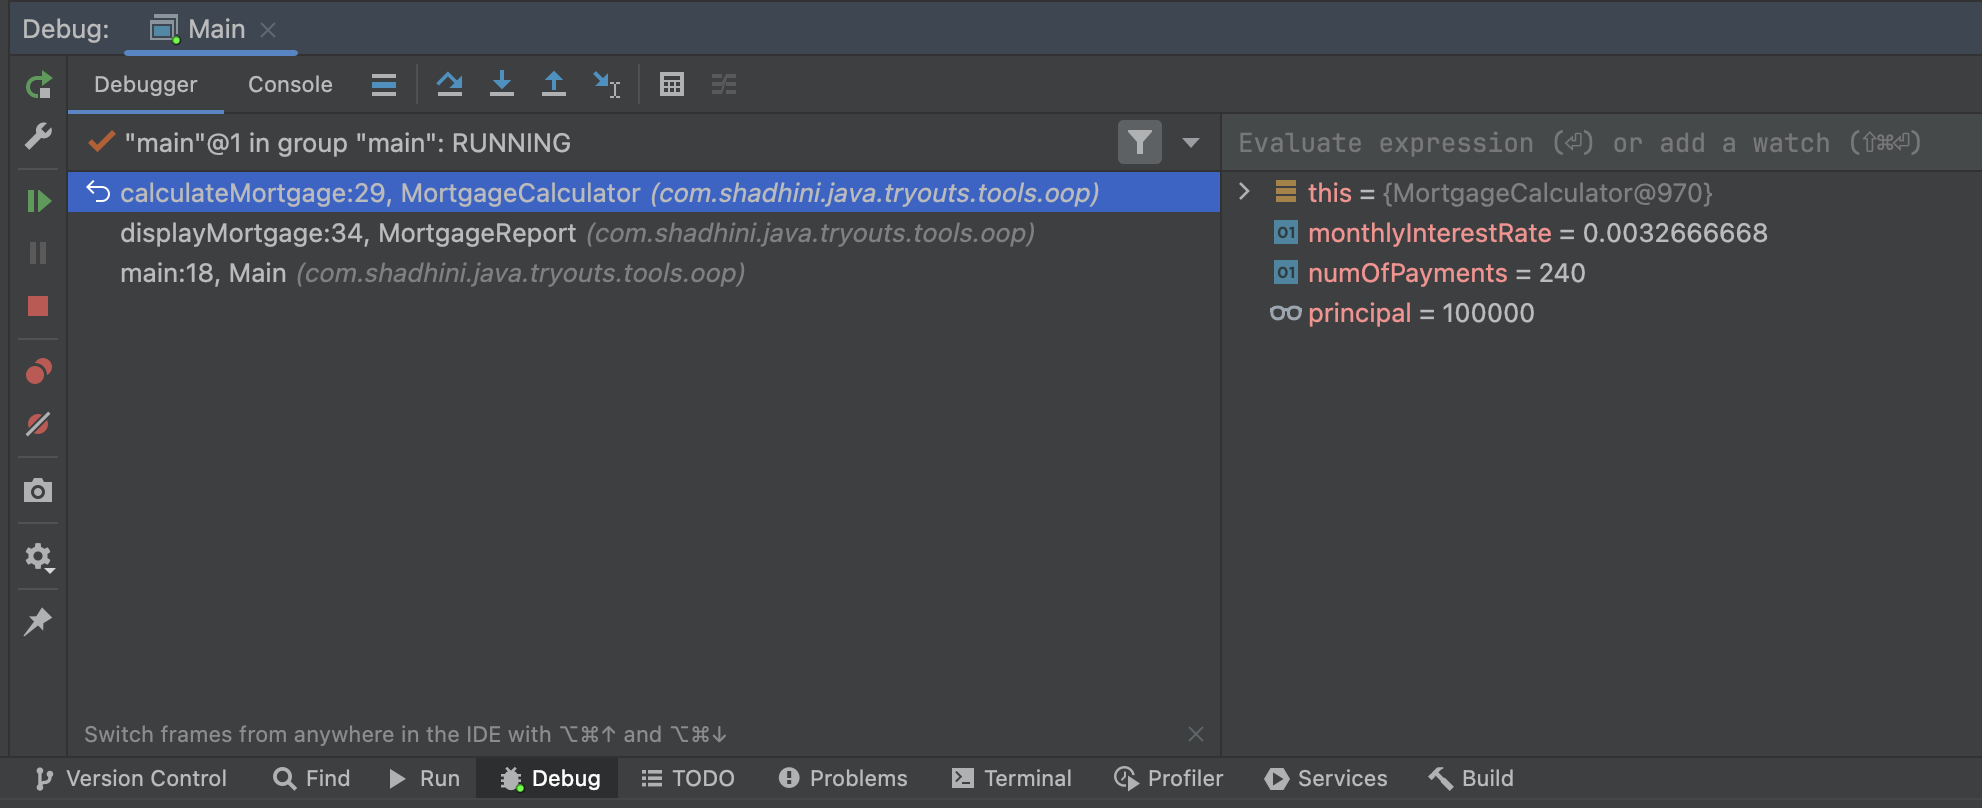 Debug: Main
Debugger Console
"main"@1 in group "main": RUNNING
Evaluate expression (⏎) or add a watch (⇧⌘⏎)
calculateMortgage:29, MortgageCalculator (com.shadhini.java.tryouts.tools.oop)
displayMortgage:34, MortgageReport (com.shadhini.java.tryouts.tools.oop)
main:18, Main (com.shadhini.java.tryouts.tools.oop)
this = {MortgageCalculator@970}
01 monthlyInterestRate = 0.0032666668
01 numOfPayments = 240
principal = 100000
Switch frames from anywhere in the IDE with ⌥⌘↑ and ⌥⌘↓
Version Control Find Run Debug TODO Problems Terminal Profiler Services Build